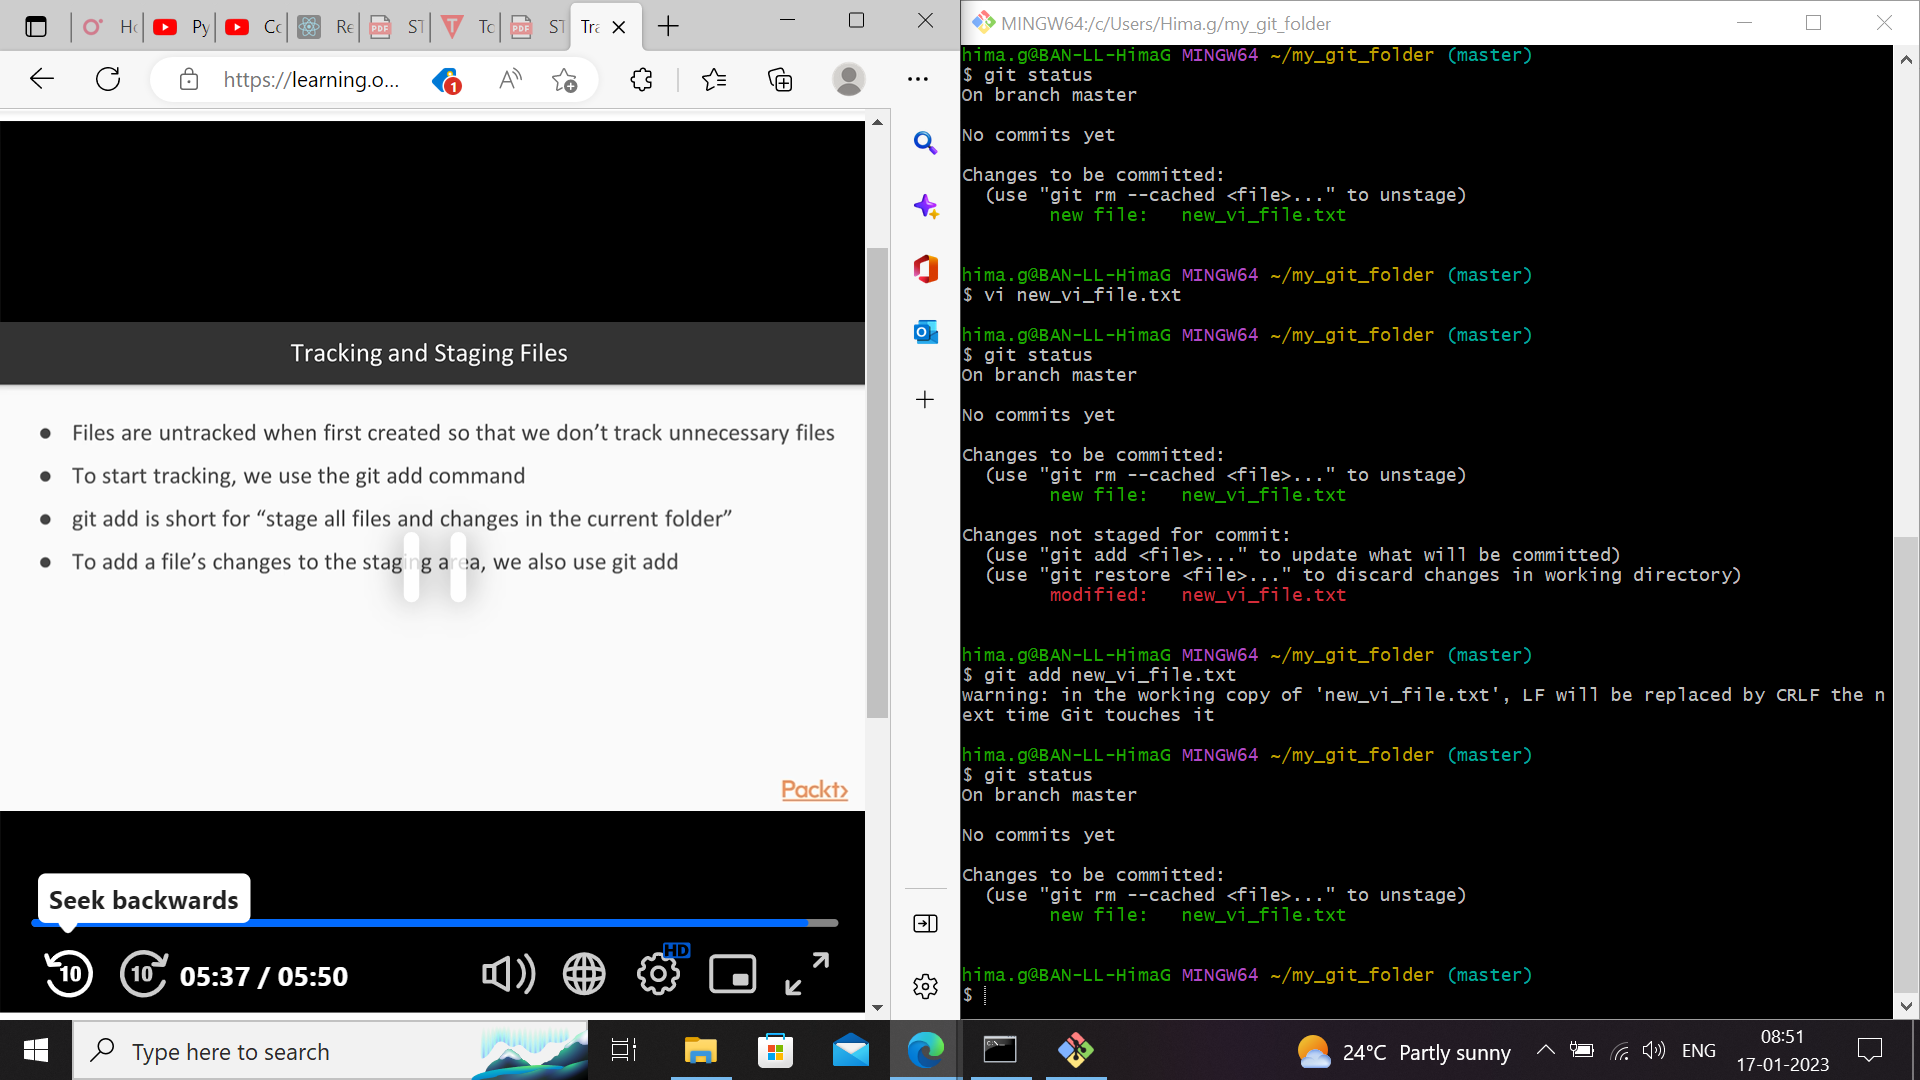 Py
Re
Tra
https://learning.o...
1
Tracking and Staging Files
● Files are untracked when first created so that we don’t track unnecessary files
● To start tracking, we use the git add command
● git add is short for “stage all files and changes in the current folder”
● To add a file’s changes to the staging area, we also use git add
Packt>
Seek backwards
10 10 05:37 / 05:50 HD
MINGW64:/c/Users/Hima.g/my_git_folder
hima.g@BAN-LL-HimaG MINGW64 ~/my_git_folder (master)
$ git status
On branch master
No commits yet
Changes to be committed:
(use "git rm --cached <file>..." to unstage)
new file:   new_vi_file.txt
hima.g@BAN-LL-HimaG MINGW64 ~/my_git_folder (master)
$ vi new_vi_file.txt
hima.g@BAN-LL-HimaG MINGW64 ~/my_git_folder (master)
$ git status
On branch master
No commits yet
Changes to be committed:
(use "git rm --cached <file>..." to unstage)
new file:   new_vi_file.txt
Changes not staged for commit:
(use "git add <file>..." to update what will be committed)
(use "git restore <file>..." to discard changes in working directory)
modified:   new_vi_file.txt
hima.g@BAN-LL-HimaG MINGW64 ~/my_git_folder (master)
$ git add new_vi_file.txt
warning: in the working copy of 'new_vi_file.txt', LF will be replaced by CRLF the n
ext time Git touches it
hima.g@BAN-LL-HimaG MINGW64 ~/my_git_folder (master)
$ git status
On branch master
No commits yet
Changes to be committed:
(use "git rm --cached <file>..." to unstage)
new file:   new_vi_file.txt
hima.g@BAN-LL-HimaG MINGW64 ~/my_git_folder (master)
$
Type here to search
24°C Partly sunny
ENG
08:51
17-01-2023